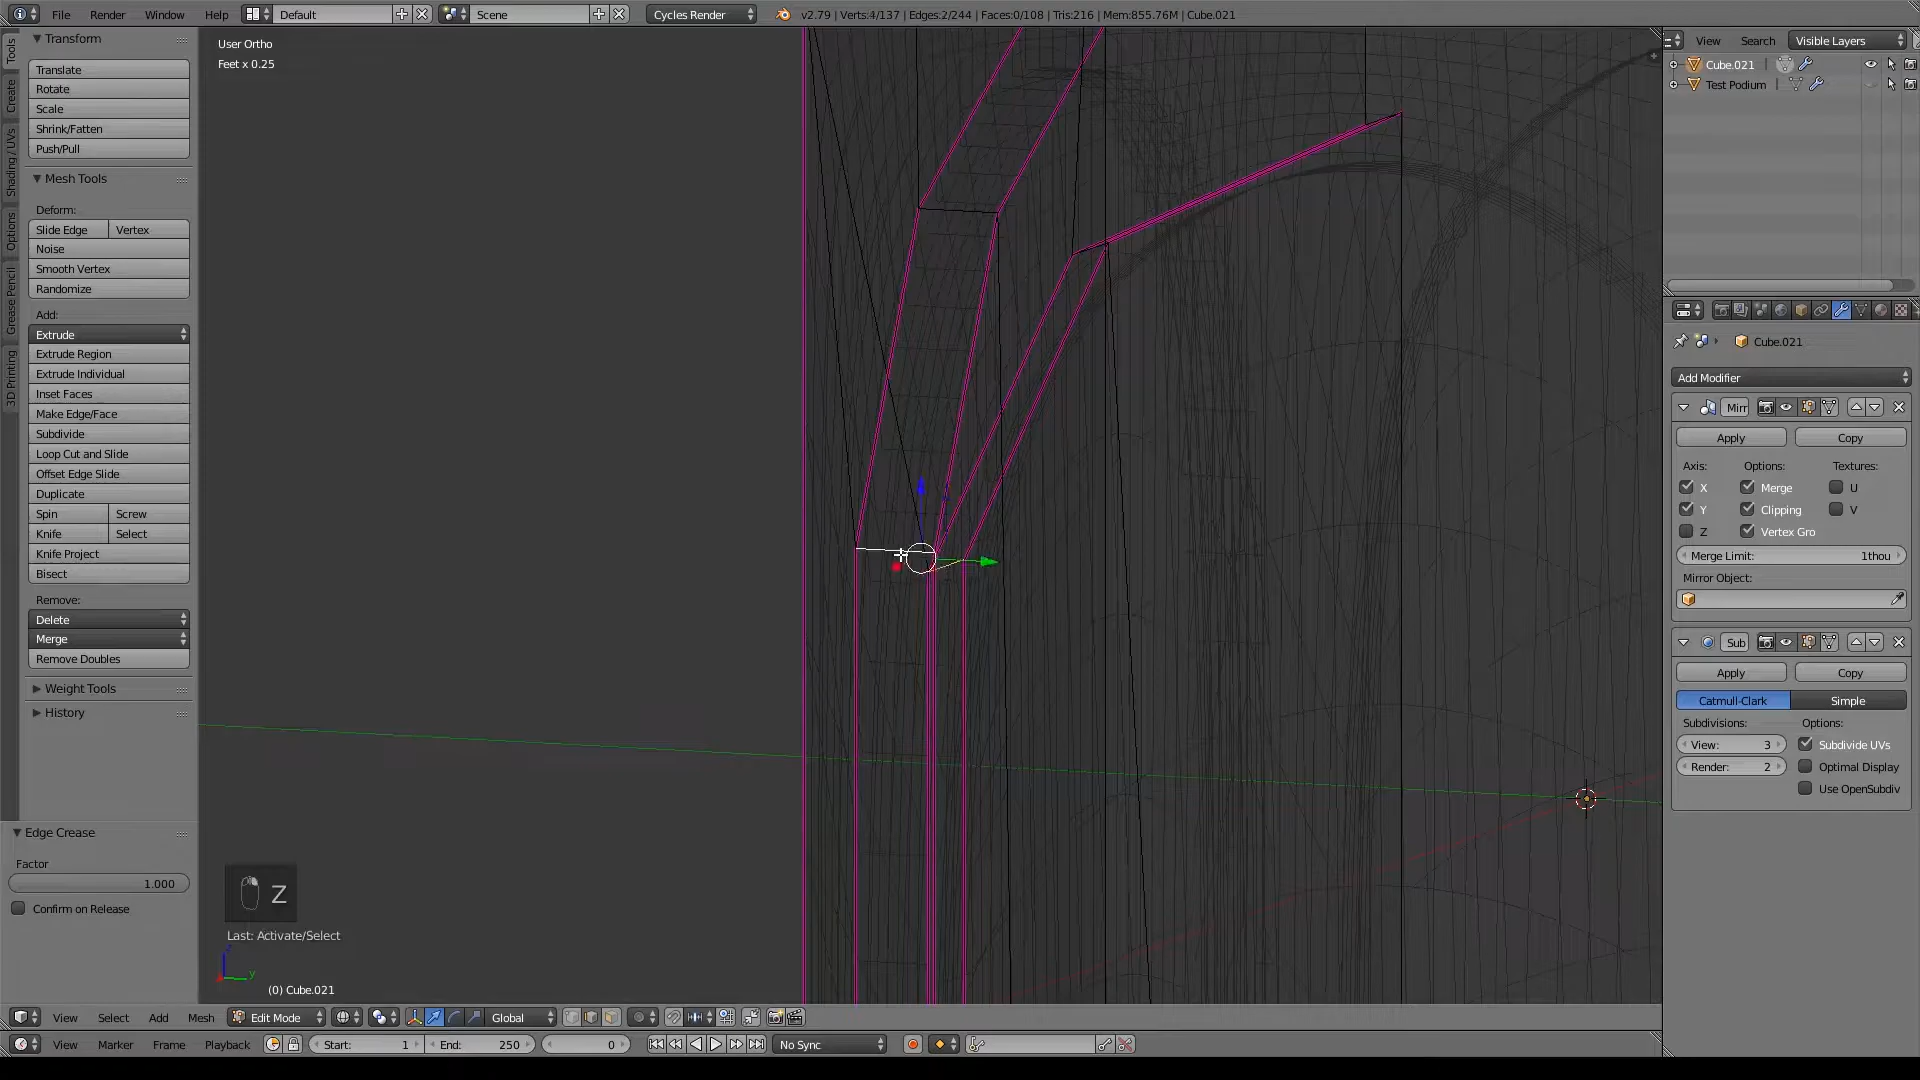 File Render Window Help Default Scene Cycles Render v2.79 | Verts:4/137 | Edges:2/244 | Faces:0/108 | Tris:216 | Mem:855.76M | Cube.021
Tools
Create
Shading / UVs
Options
Grease Pencil
3D Printing
Transform
Translate
Rotate
Scale
Shrink/Fatten
Push/Pull
Mesh Tools
Deform:
Slide Edge Vertex
Noise
Smooth Vertex
Randomize
Add:
Extrude
Extrude Region
Extrude Individual
Inset Faces
Make Edge/Face
Subdivide
Loop Cut and Slide
Offset Edge Slide
Duplicate
Spin Screw
Knife Select
Knife Project
Bisect
Remove:
Delete
Merge
Remove Doubles
Weight Tools
History
Edge Crease
Factor
1.000
Confirm on Release
User Ortho
Feet x 0.25
Z
Last: Activate/Select
z
y
(0) Cube.021
View Select Add Mesh Edit Mode Global
View Marker Frame Playback Start: 1 End: 250 0 No Sync
View Search Visible Layers
Cube.021
Test Podium
Cube.021
Add Modifier
Mirr
Apply Copy
Axis: Options: Textures:
X Merge U
Y Clipping V
Z Vertex Gro
Merge Limit: 1thou
Mirror Object:
Sub
Apply Copy
Catmull-Clark Simple
Subdivisions: Options:
View: 3 Subdivide UVs
Render: 2 Optimal Display
Use OpenSubdiv